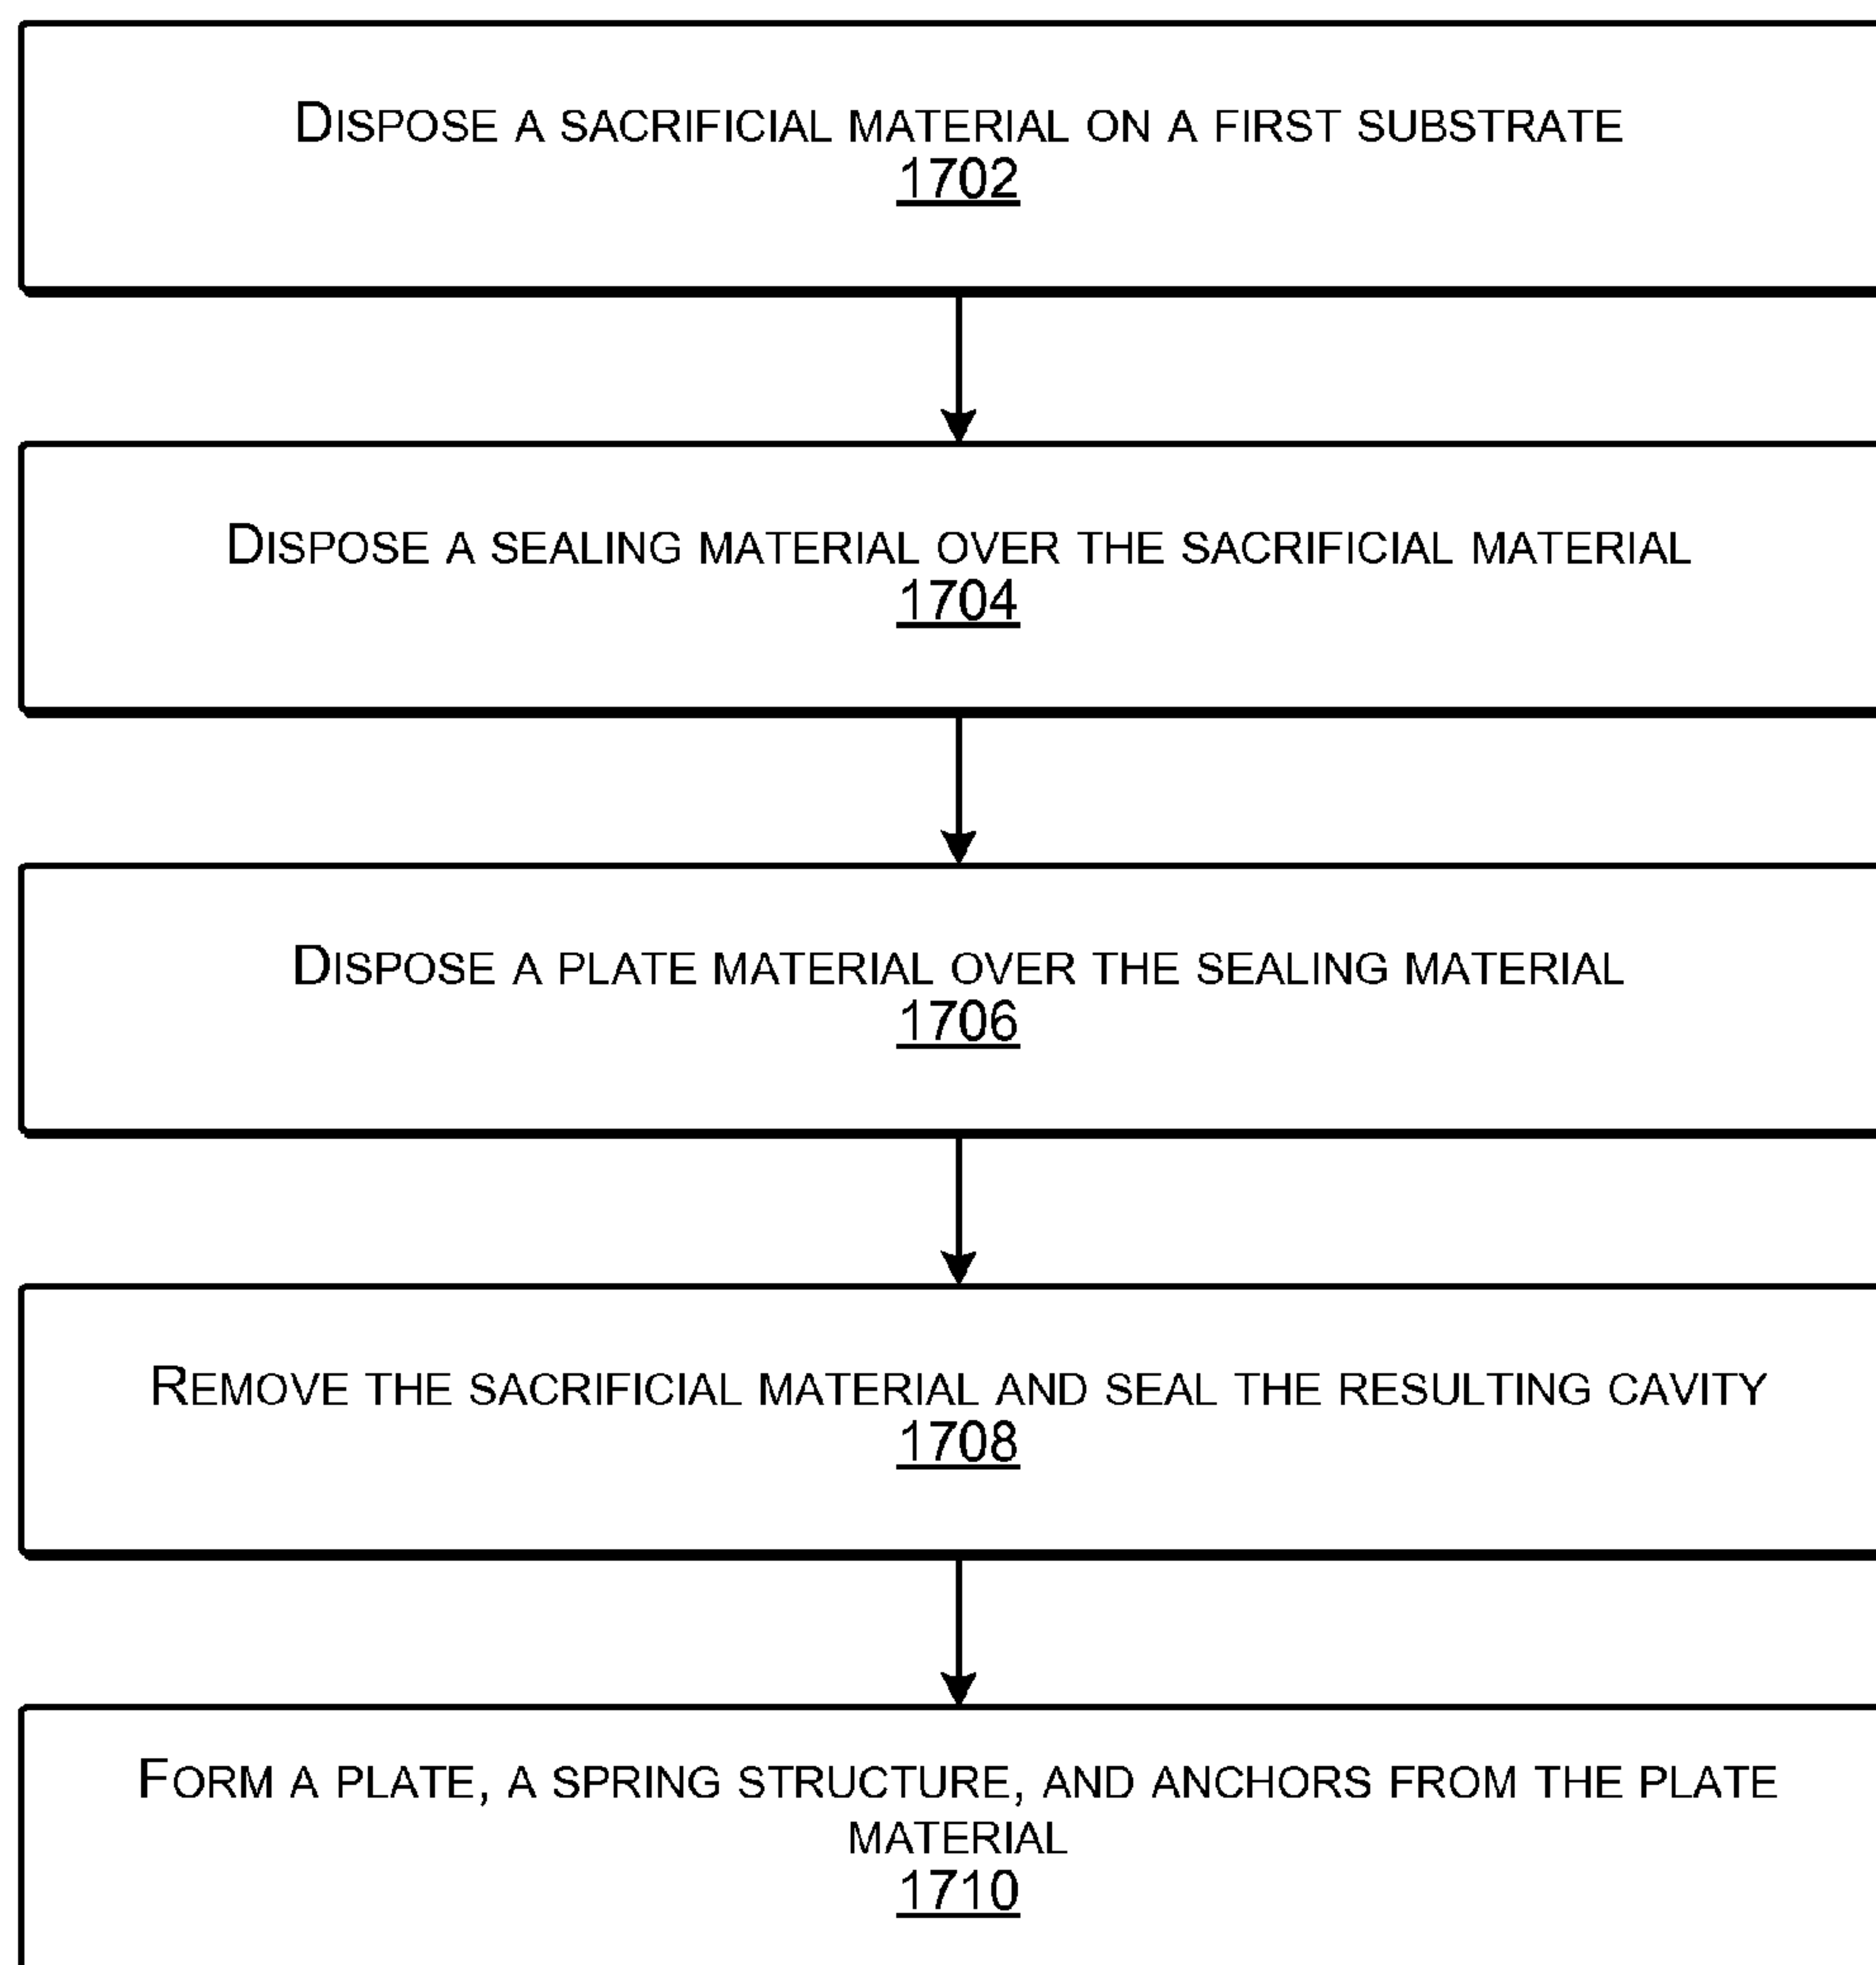 Dispose a sacrificial material on a first substrate
1702
Dispose a sealing material over the sacrificial material
1704
Dispose a plate material over the sealing material
1706
Remove the sacrificial material and seal the resulting cavity
1708
Form a plate, a spring structure, and anchors from the plate
material
1710